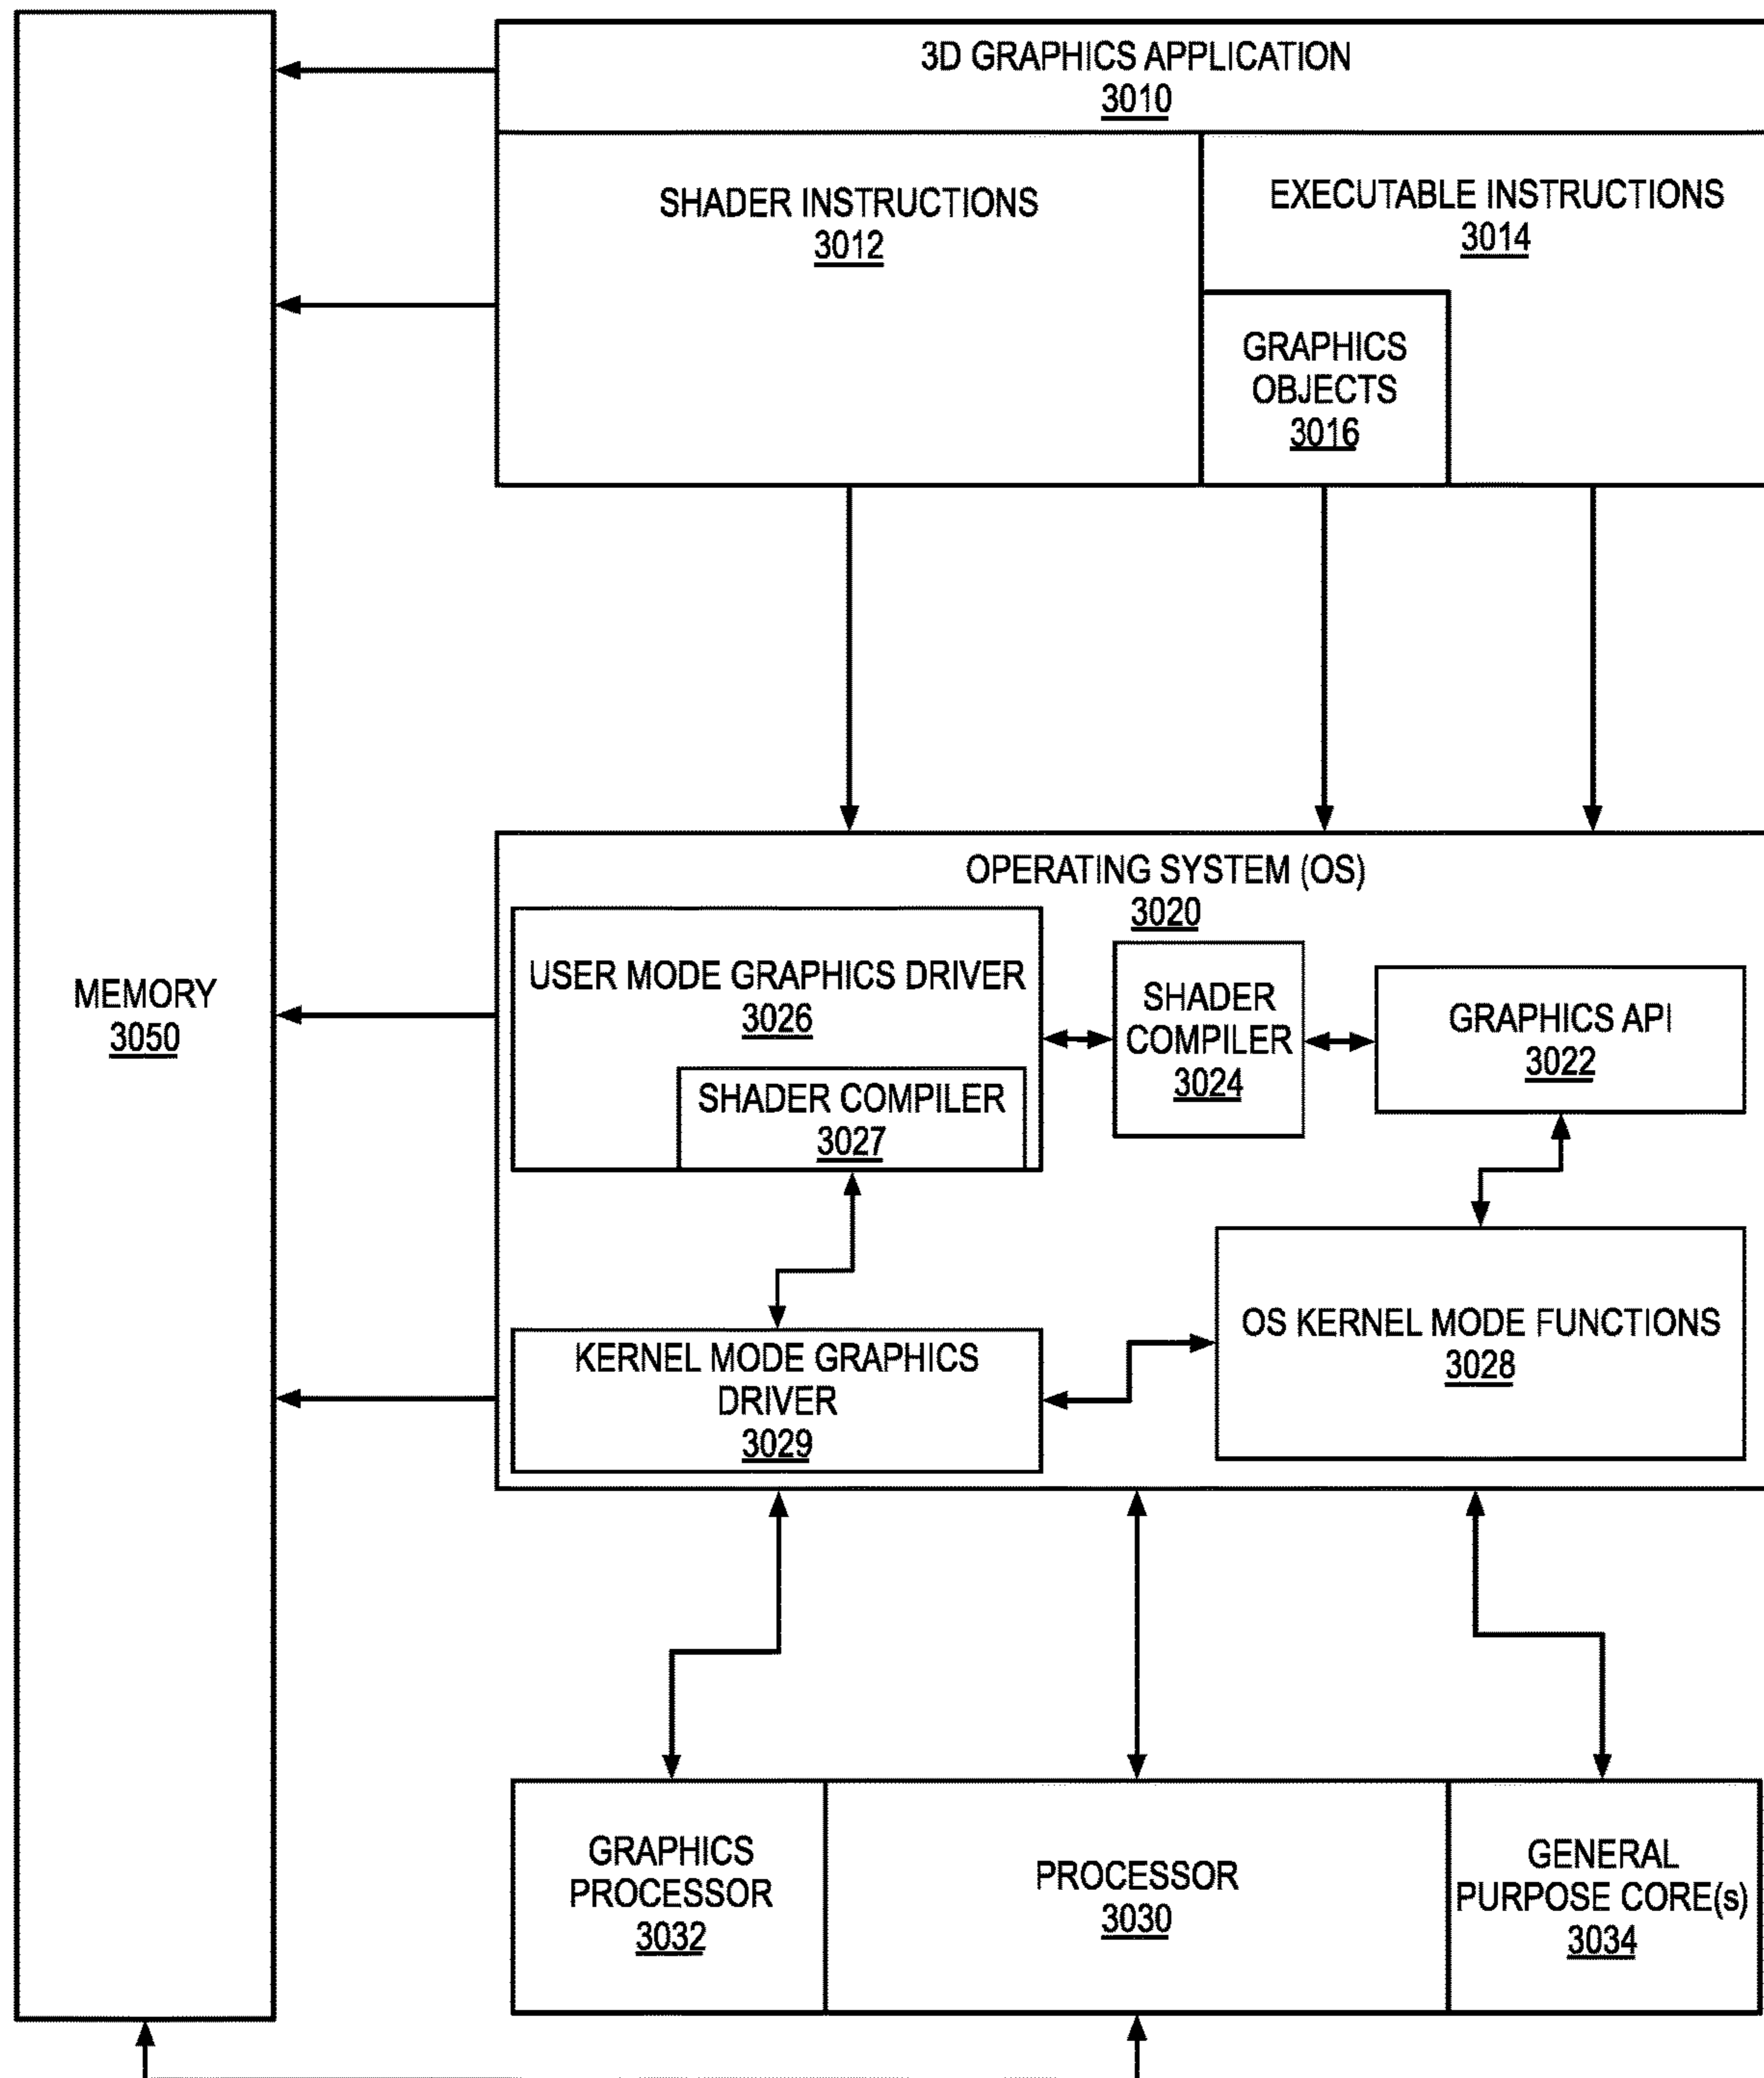 3D GRAPHICS APPLICATION
3010
SHADER INSTRUCTIONS
3012
EXECUTABLE INSTRUCTIONS
3014
GRAPHICS
OBJECTS
3016
MEMORY
3050
OPERATING SYSTEM (OS)
3020
USER MODE GRAPHICS DRIVER
3026
SHADER COMPILER
3027
SHADER
COMPILER
3024
GRAPHICS API
3022
KERNEL MODE GRAPHICS
DRIVER
3029
OS KERNEL MODE FUNCTIONS
3028
GRAPHICS
PROCESSOR
3032
PROCESSOR
3030
GENERAL
PURPOSE CORE(s)
3034